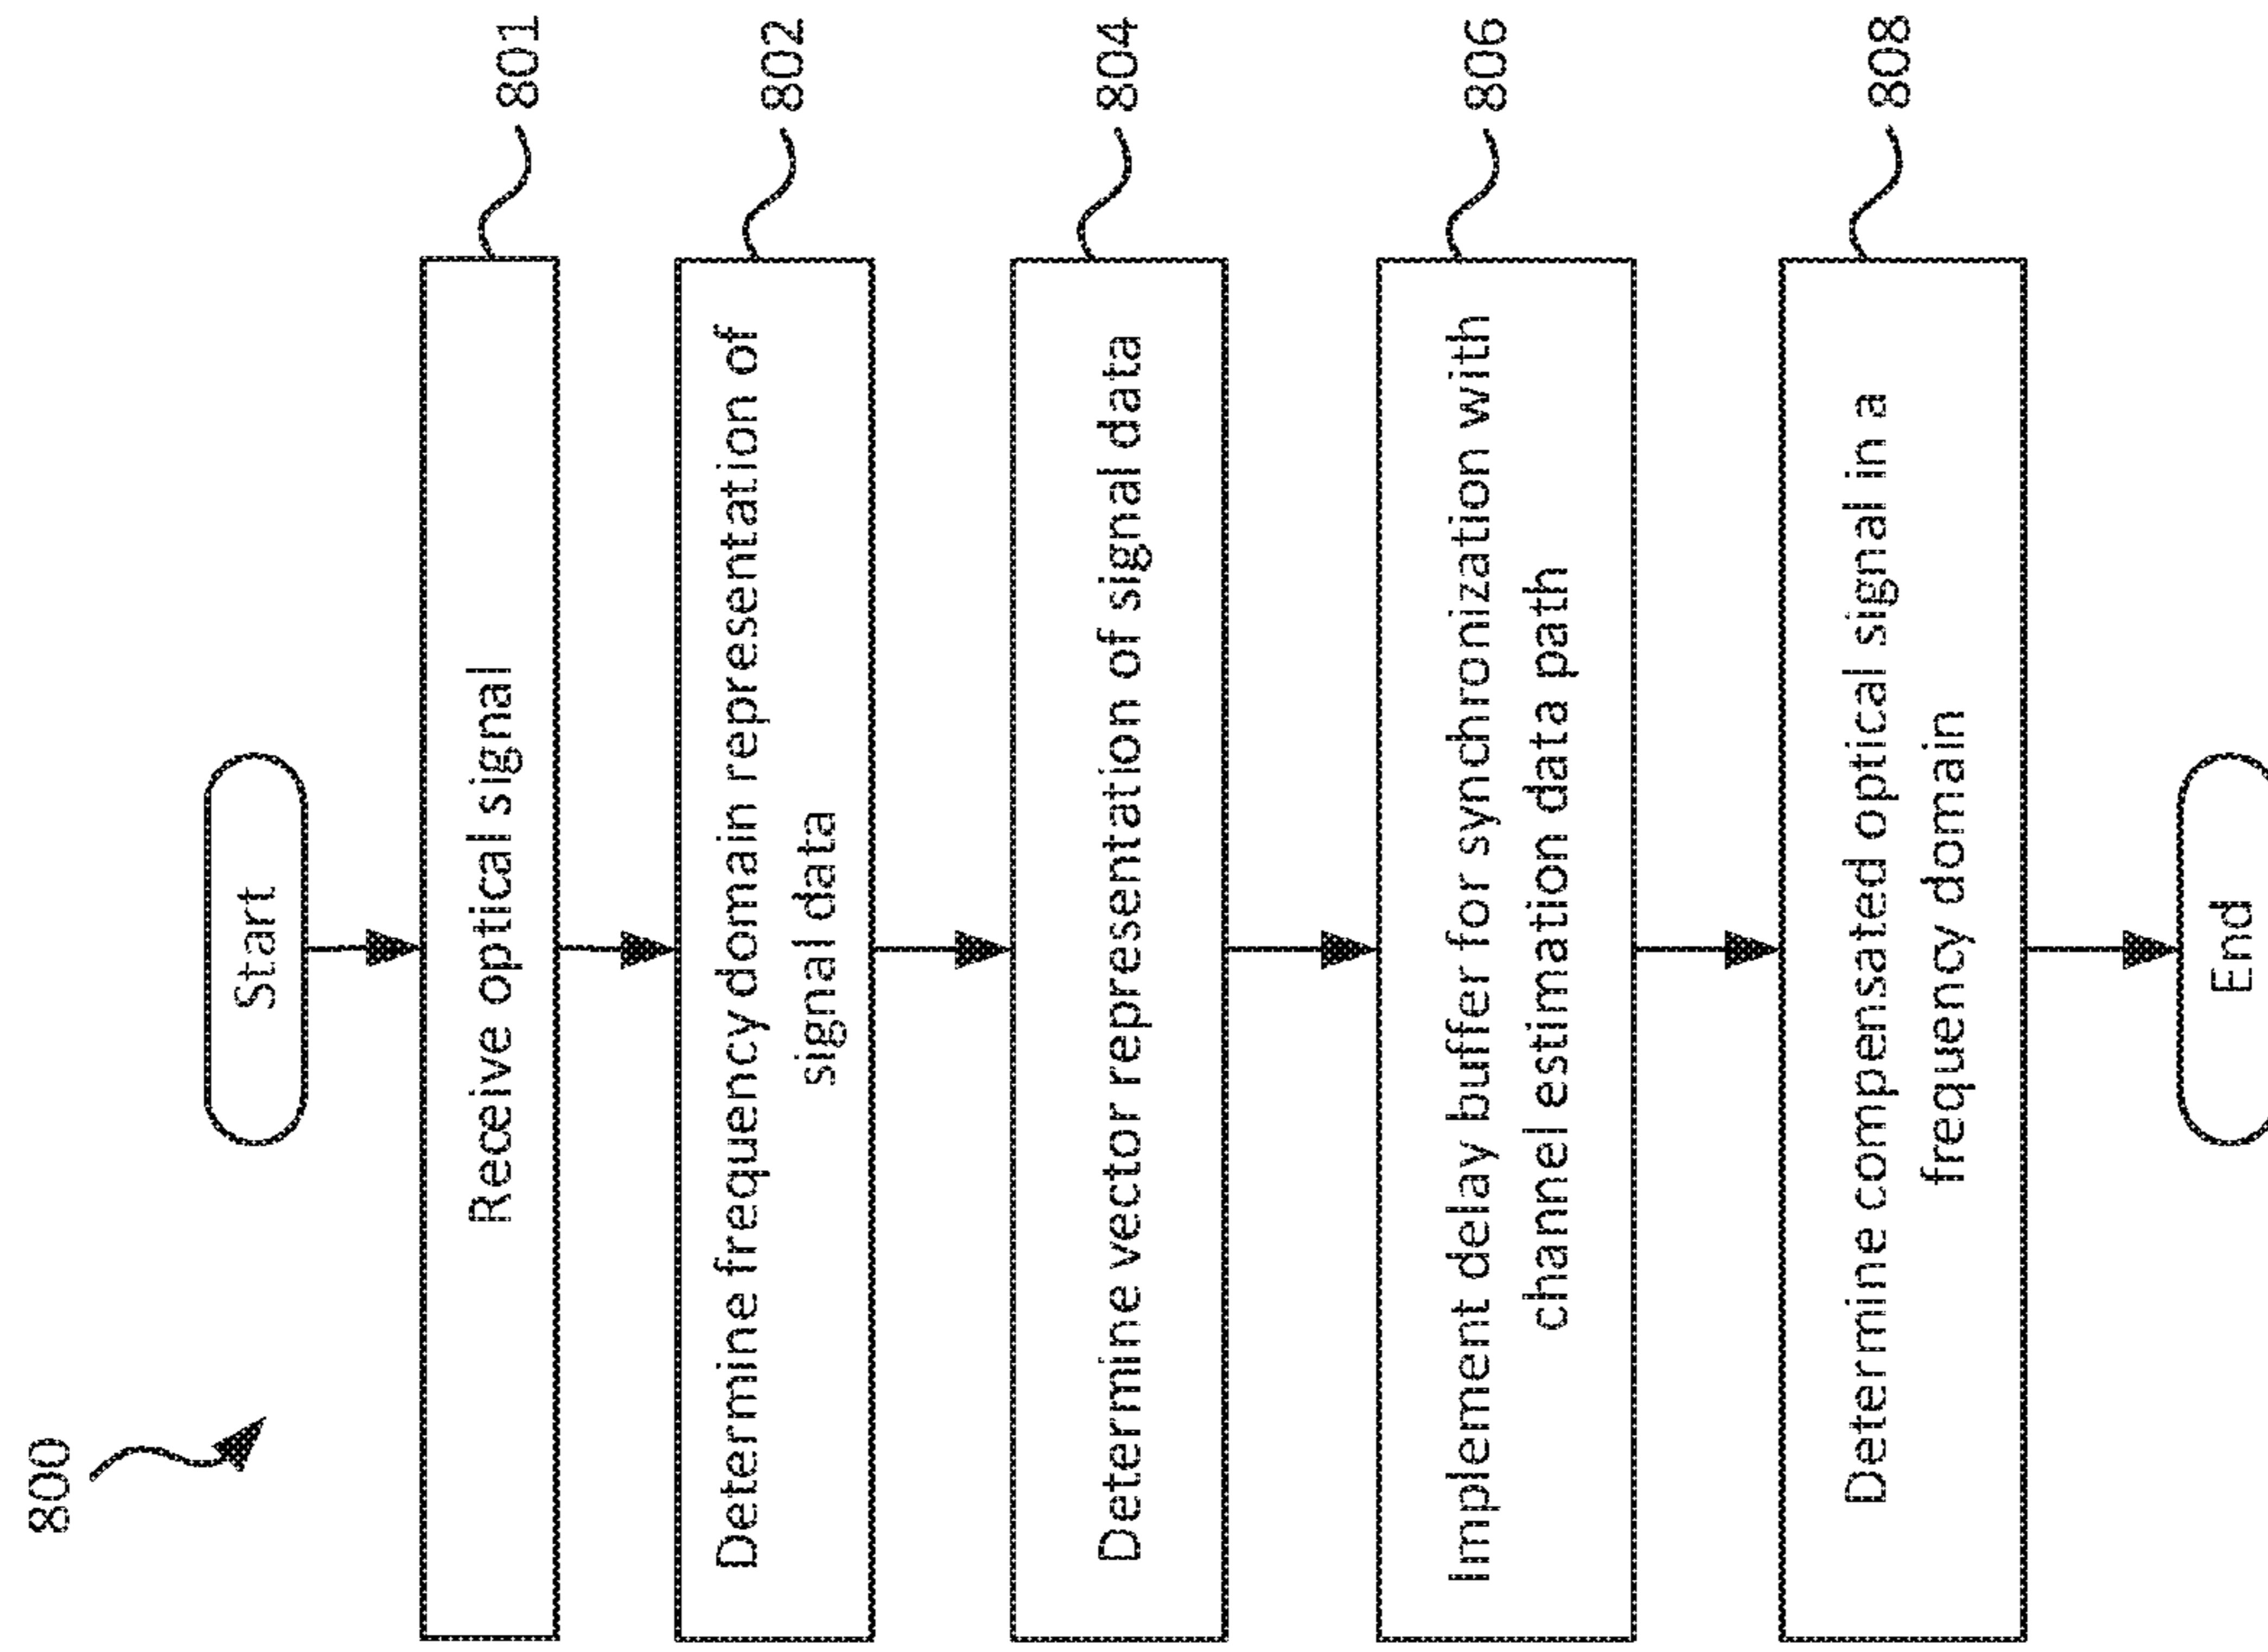 800
Start
Receive optical signal
801
Determine frequency domain representation of
signal data
802
Determine vector representation of signal data
804
Implement delay buffer for synchronization with
channel estimation data path
806
Determine compensated optical signal in a
frequency domain
808
End